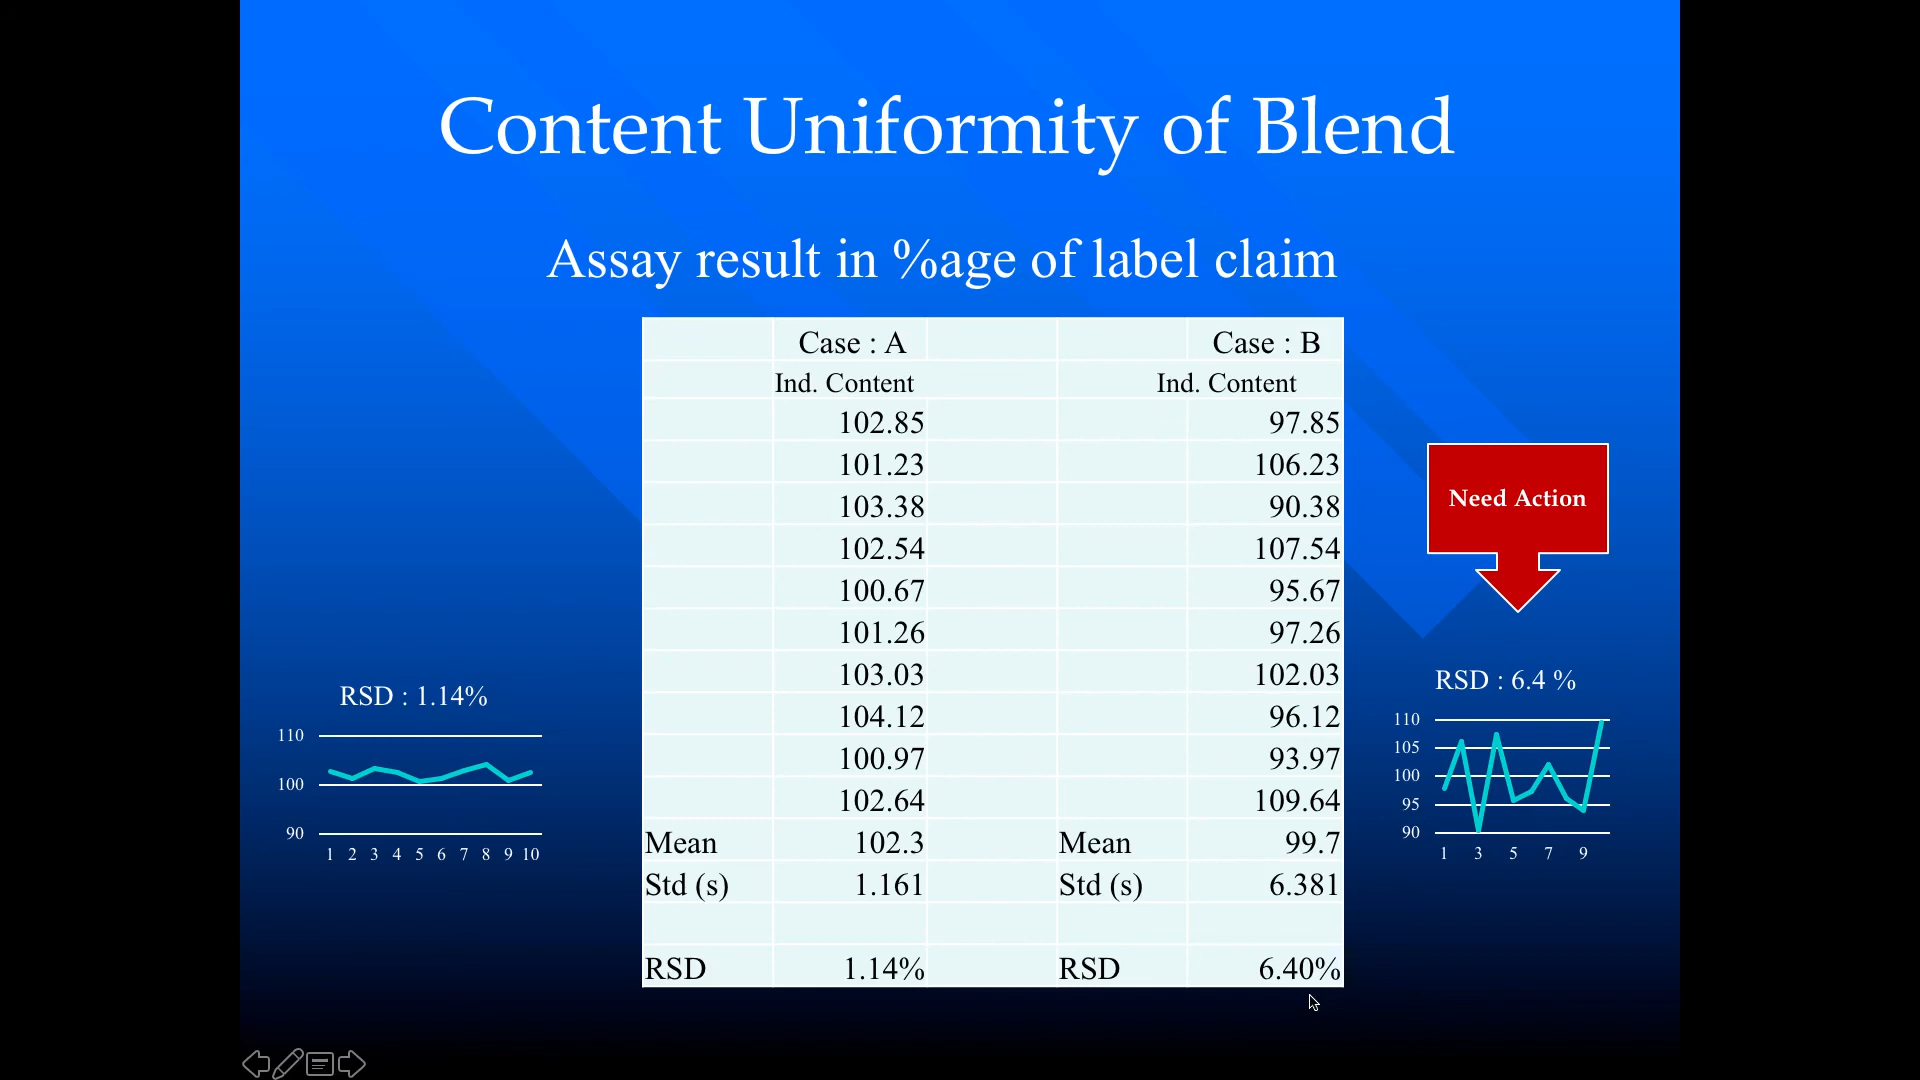 Content Uniformity of Blend
Assay result in %age of label claim
Case : A Case : B
Ind. Content Ind. Content
102.85 97.85
101.23 106.23
103.38 90.38
102.54 107.54
100.67 95.67
101.26 97.26
103.03 102.03
104.12 96.12
100.97 93.97
102.64 109.64
Mean 102.3 Mean 99.7
Std (s) 1.161 Std (s) 6.381
RSD 1.14% RSD 6.40%
Need Action
RSD : 1.14%
110
100
90
1 2 3 4 5 6 7 8 9 10
RSD : 6.4 %
110
105
100
95
90
1 3 5 7 9